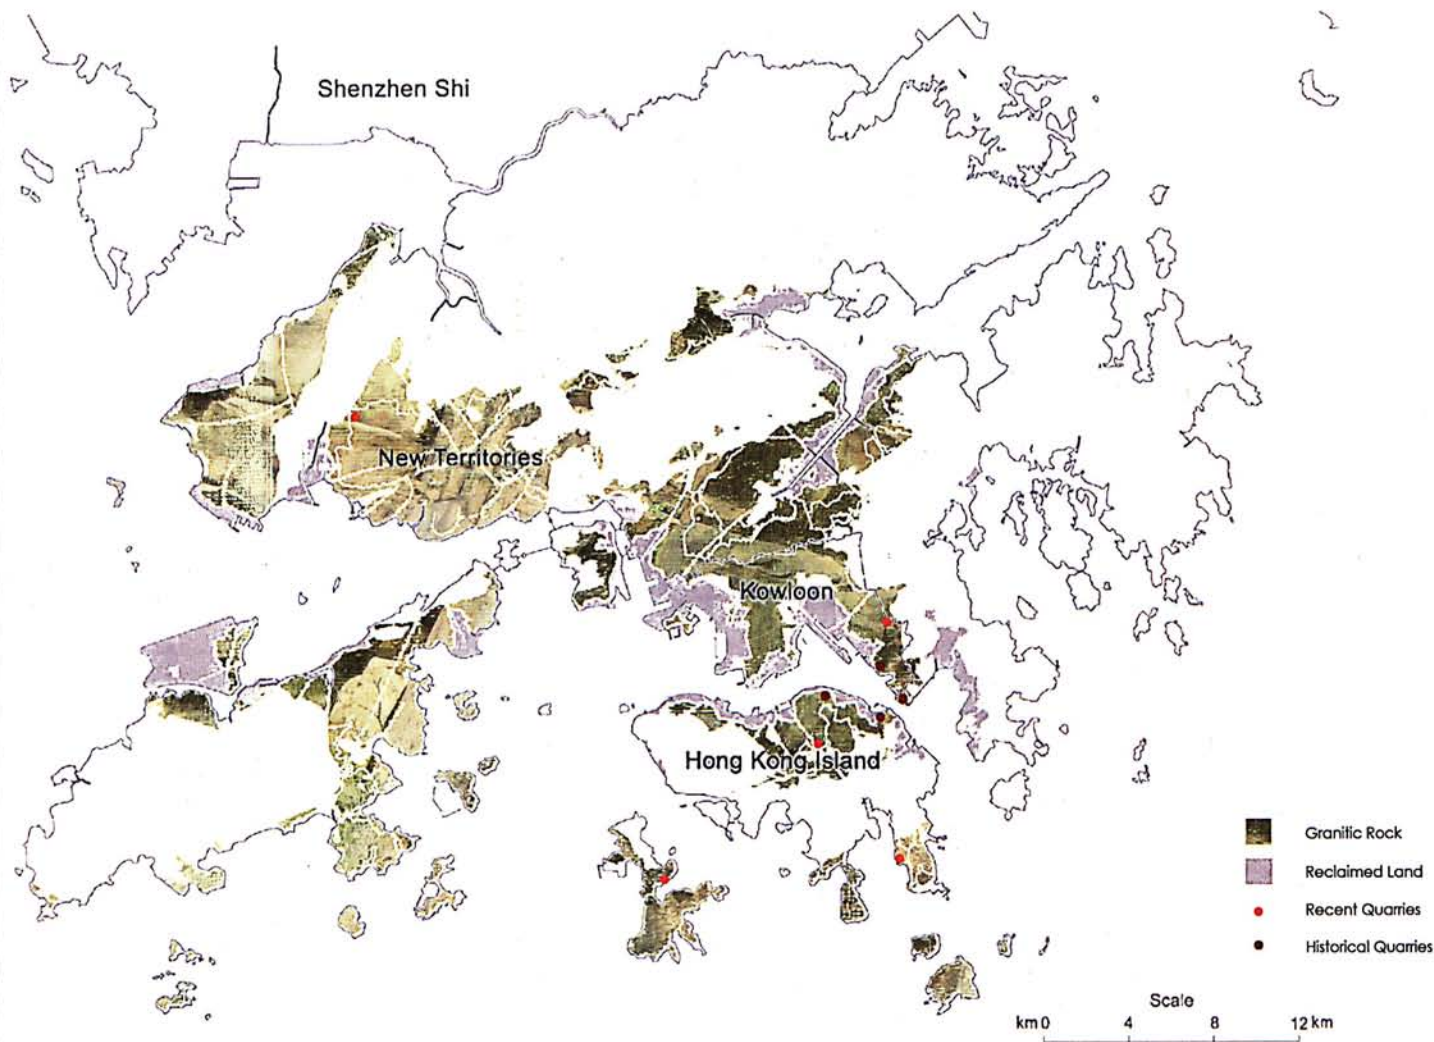 Shenzhen Shi
New Territories
Kowloon
Hong Kong Island
Granitic Rock
Reclaimed Land
Recent Quarries
Historical Quarries
Scale
km 0 4 8 12 km